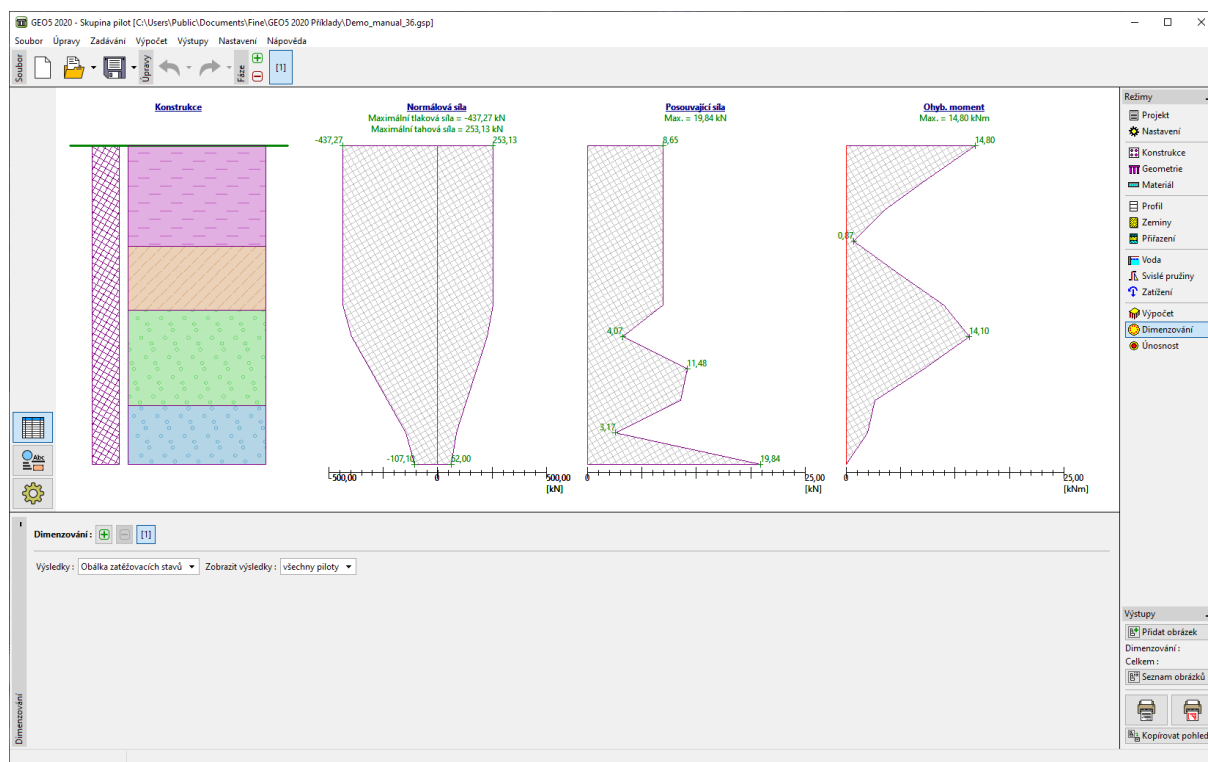 GEO5 2020 - Skupina pilot [C:\Users\Public\Documents\Fine\GEO5 2020 Příklady\Demo_manual_36.gsp]
Soubor Úpravy Zadávání Výpočet Výstupy Nastavení Nápověda
Soubor
Úpravy
Fáze
[1]
Konstrukce
Normálová síla
Maximální tlaková síla = -437,27 kN
Maximální tahová síla = 253,13 kN
Posouvající síla
Max. = 19,84 kN
Ohyb. moment
Max. = 14,80 kNm
-437,27 253,13 8,65 14,80
0,87
4,07 14,10
11,48
3,17
-107,10 52,00 19,84
-500,00 0 500,00 0 25,00 0 25,00
[kN] [kN] [kNm]
Režimy
Projekt
Nastavení
Konstrukce
Geometrie
Materiál
Profil
Zeminy
Přiřazení
Voda
Svislé pružiny
Zatížení
Výpočet
Dimenzování
Únosnost
Abc
Dimenzování : [1]
Výsledky : Obálka zatěžovacích stavů Zobrazit výsledky : všechny piloty
Dimenzování
Výstupy
Přidat obrázek
Dimenzování :
Celkem :
Seznam obrázků
Kopírovat pohled